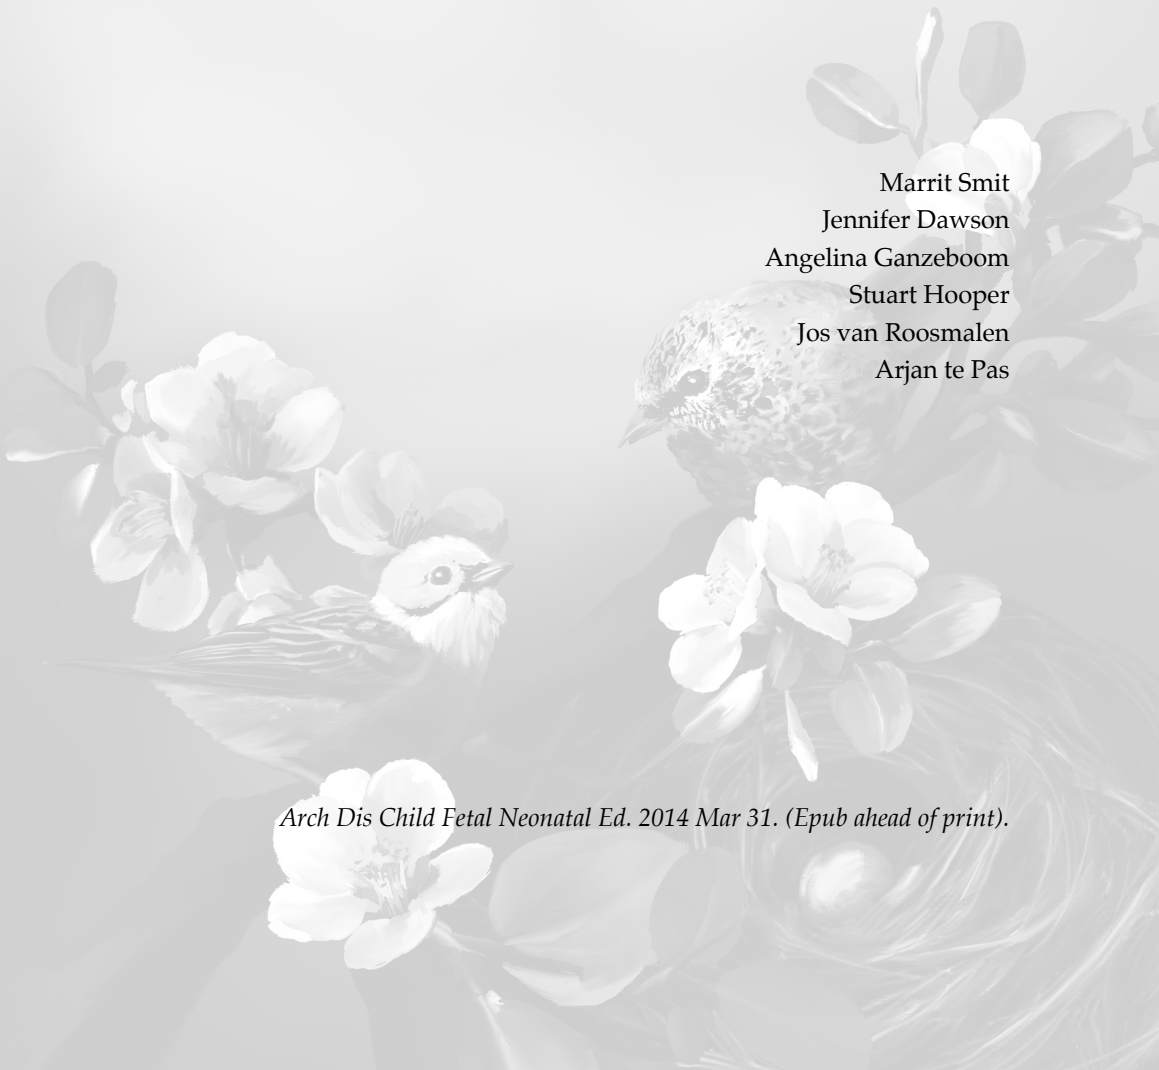 Marrit Smit
Jennifer Dawson
Angelina Ganzeboom
Stuart Hooper
Jos van Roosmalen
Arjan te Pas
Arch Dis Child Fetal Neonatal Ed. 2014 Mar 31. (Epub ahead of print).